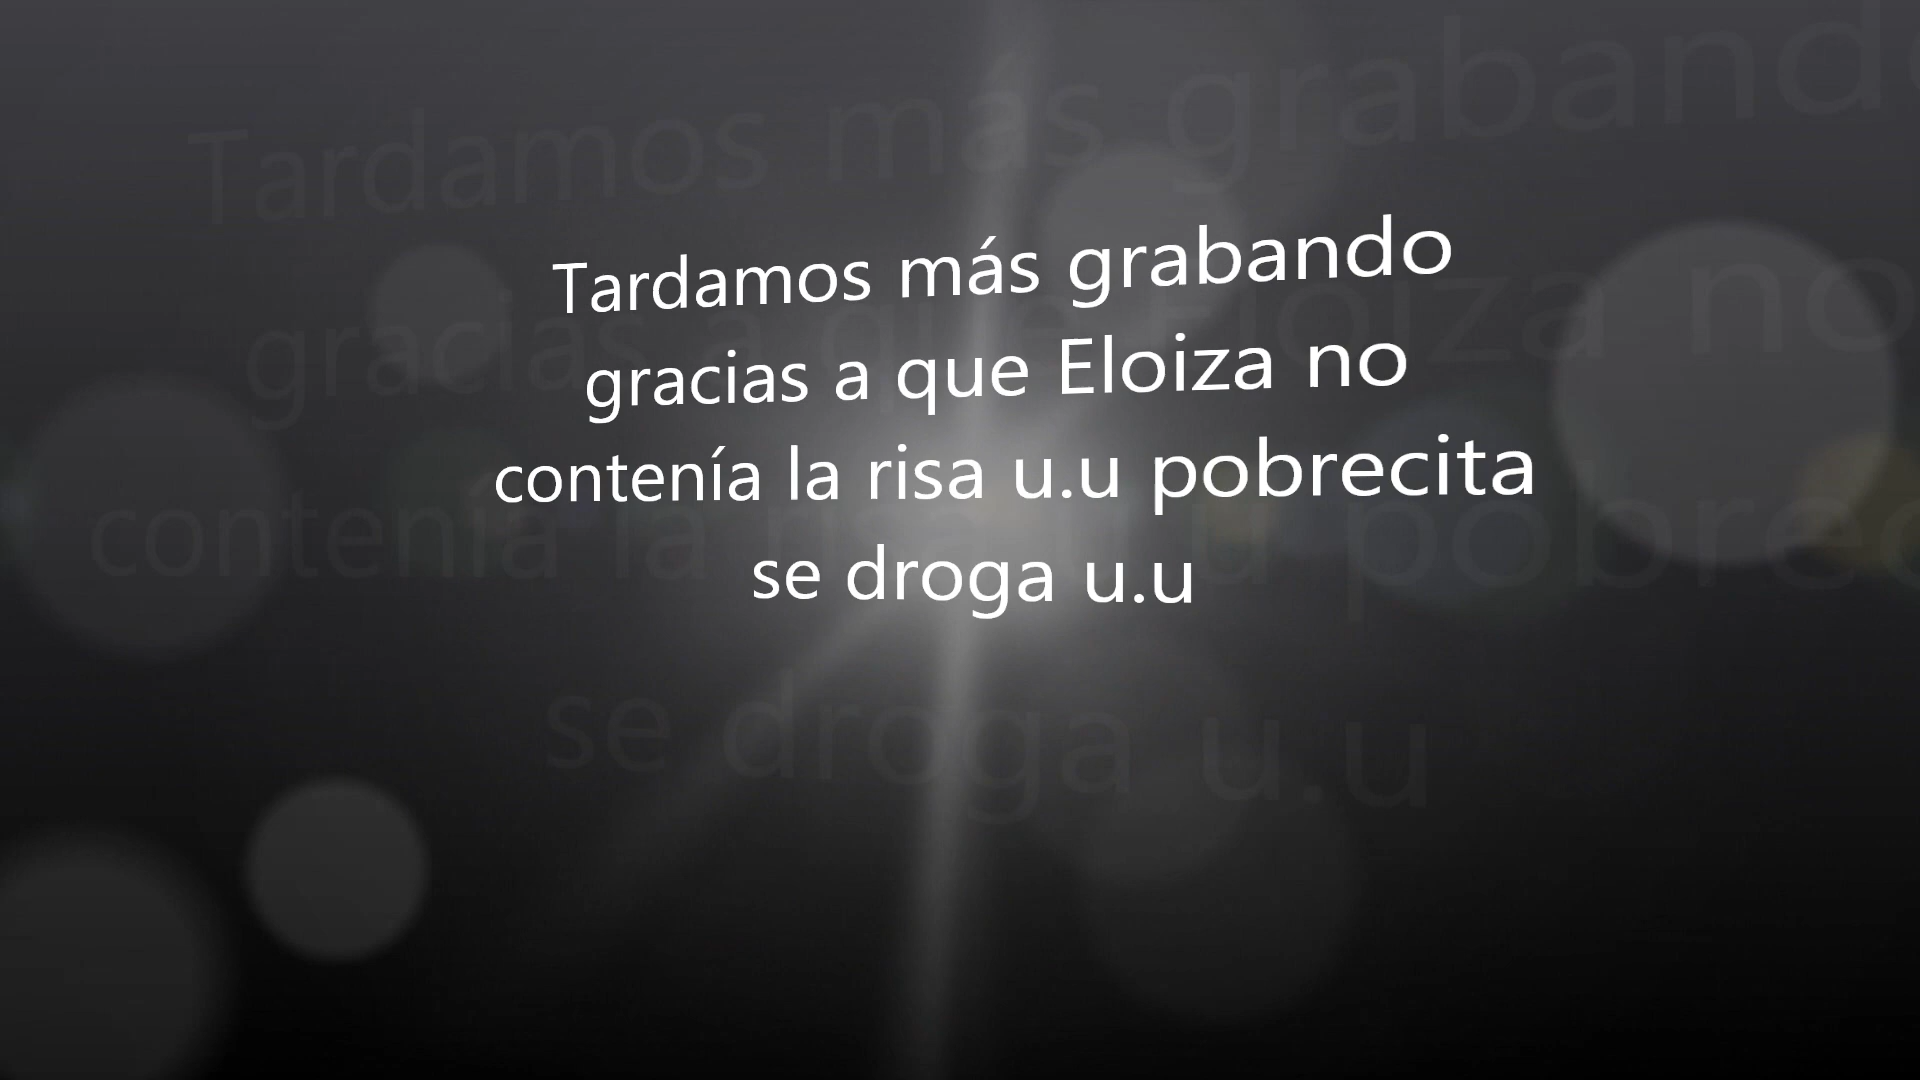 Tardamos más grabando
gracias a que Eloiza no
contenía la risa u.u pobrecita
se droga u.u